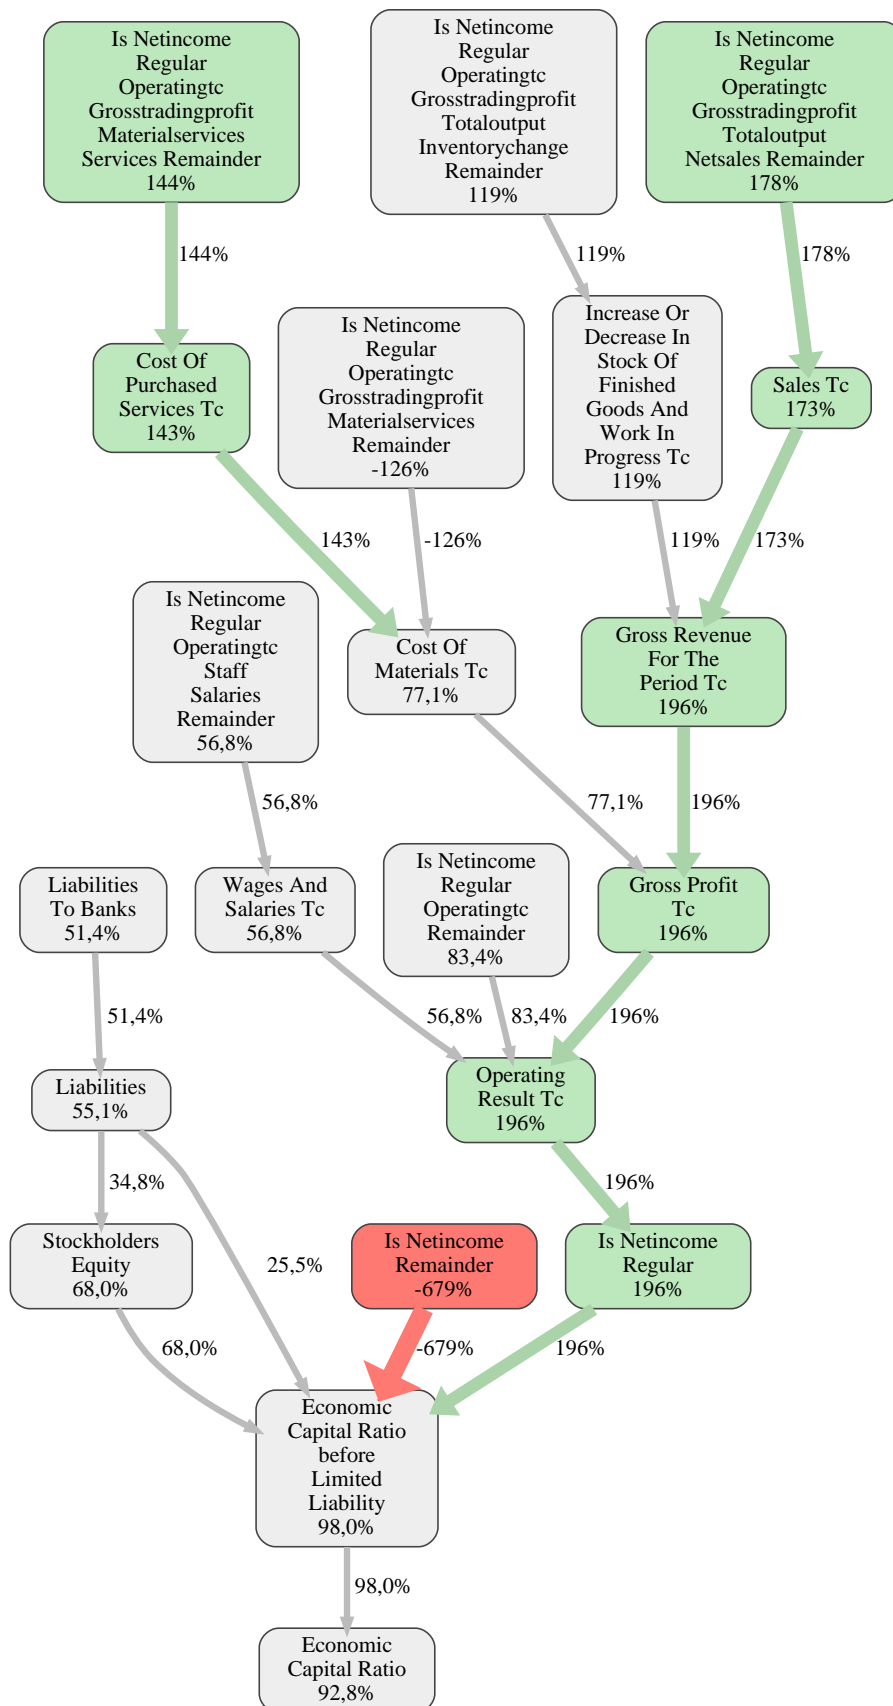 Is Netincome
Regular
Operatingtc
Grosstradingprofit
Materialservices
Services Remainder
144%
Is Netincome
Regular
Operatingtc
Grosstradingprofit
Totaloutput
Inventorychange
Remainder
119%
Is Netincome
Regular
Operatingtc
Grosstradingprofit
Totaloutput
Netsales Remainder
178%
144%
119%
178%
Cost Of
Purchased
Services Tc
143%
Is Netincome
Regular
Operatingtc
Grosstradingprofit
Materialservices
Remainder
-126%
Increase Or
Decrease In
Stock Of
Finished
Goods And
Work In
Progress Tc
119%
Sales Tc
173%
143%
-126%
119%
173%
Is Netincome
Regular
Operatingtc
Staff
Salaries
Remainder
56,8%
Cost Of
Materials Tc
77,1%
Gross Revenue
For The
Period Tc
196%
56,8%
77,1%
196%
Liabilities
To Banks
51,4%
Wages And
Salaries Tc
56,8%
Is Netincome
Regular
Operatingtc
Remainder
83,4%
Gross Profit
Tc
196%
51,4%
56,8%
83,4%
196%
Liabilities
55,1%
Operating
Result Tc
196%
34,8%
25,5%
196%
Stockholders
Equity
68,0%
Is Netincome
Remainder
-679%
Is Netincome
Regular
196%
68,0%
-679%
196%
Economic
Capital Ratio
before
Limited
Liability
98,0%
98,0%
Economic
Capital Ratio
92,8%